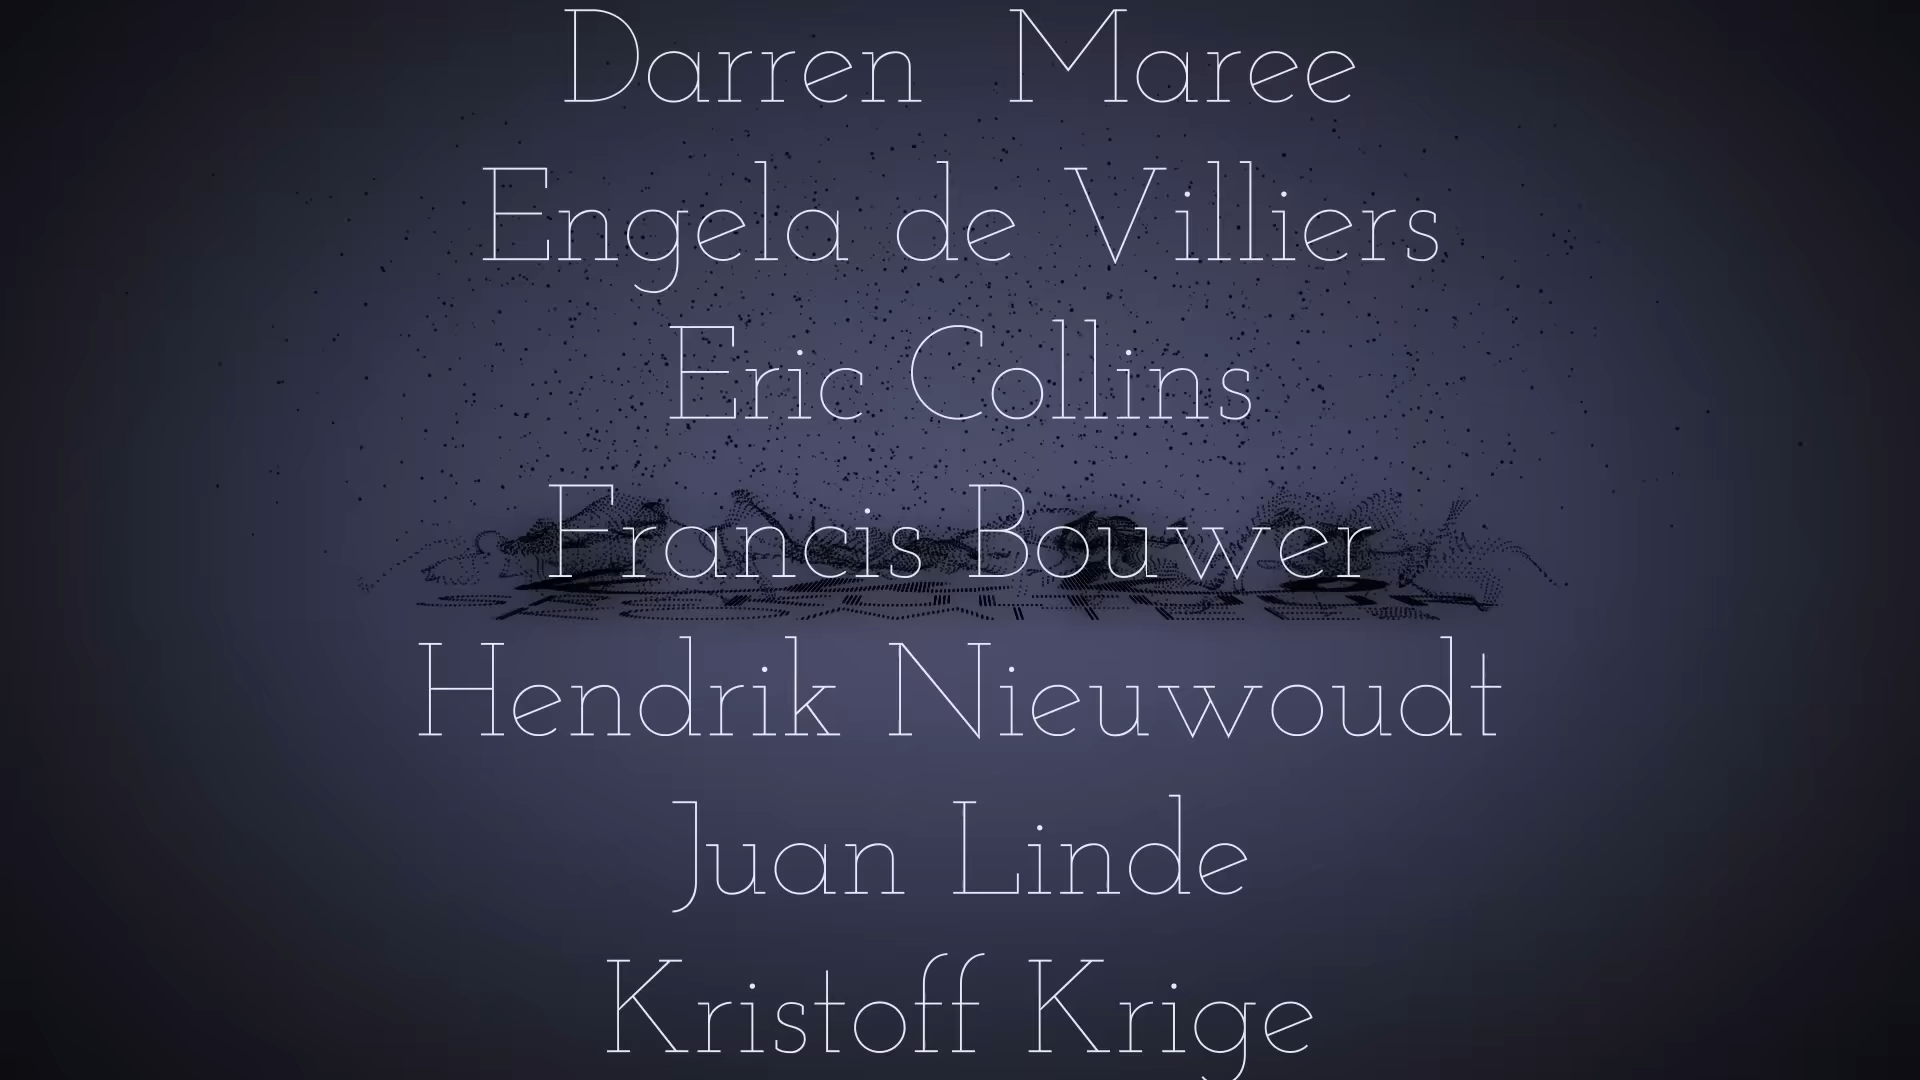 Darren Maree
Engela de Villiers
Eric Collins
Francis Bouwer
Hendrik Nieuwoudt
Juan Linde
Kristoff Krige